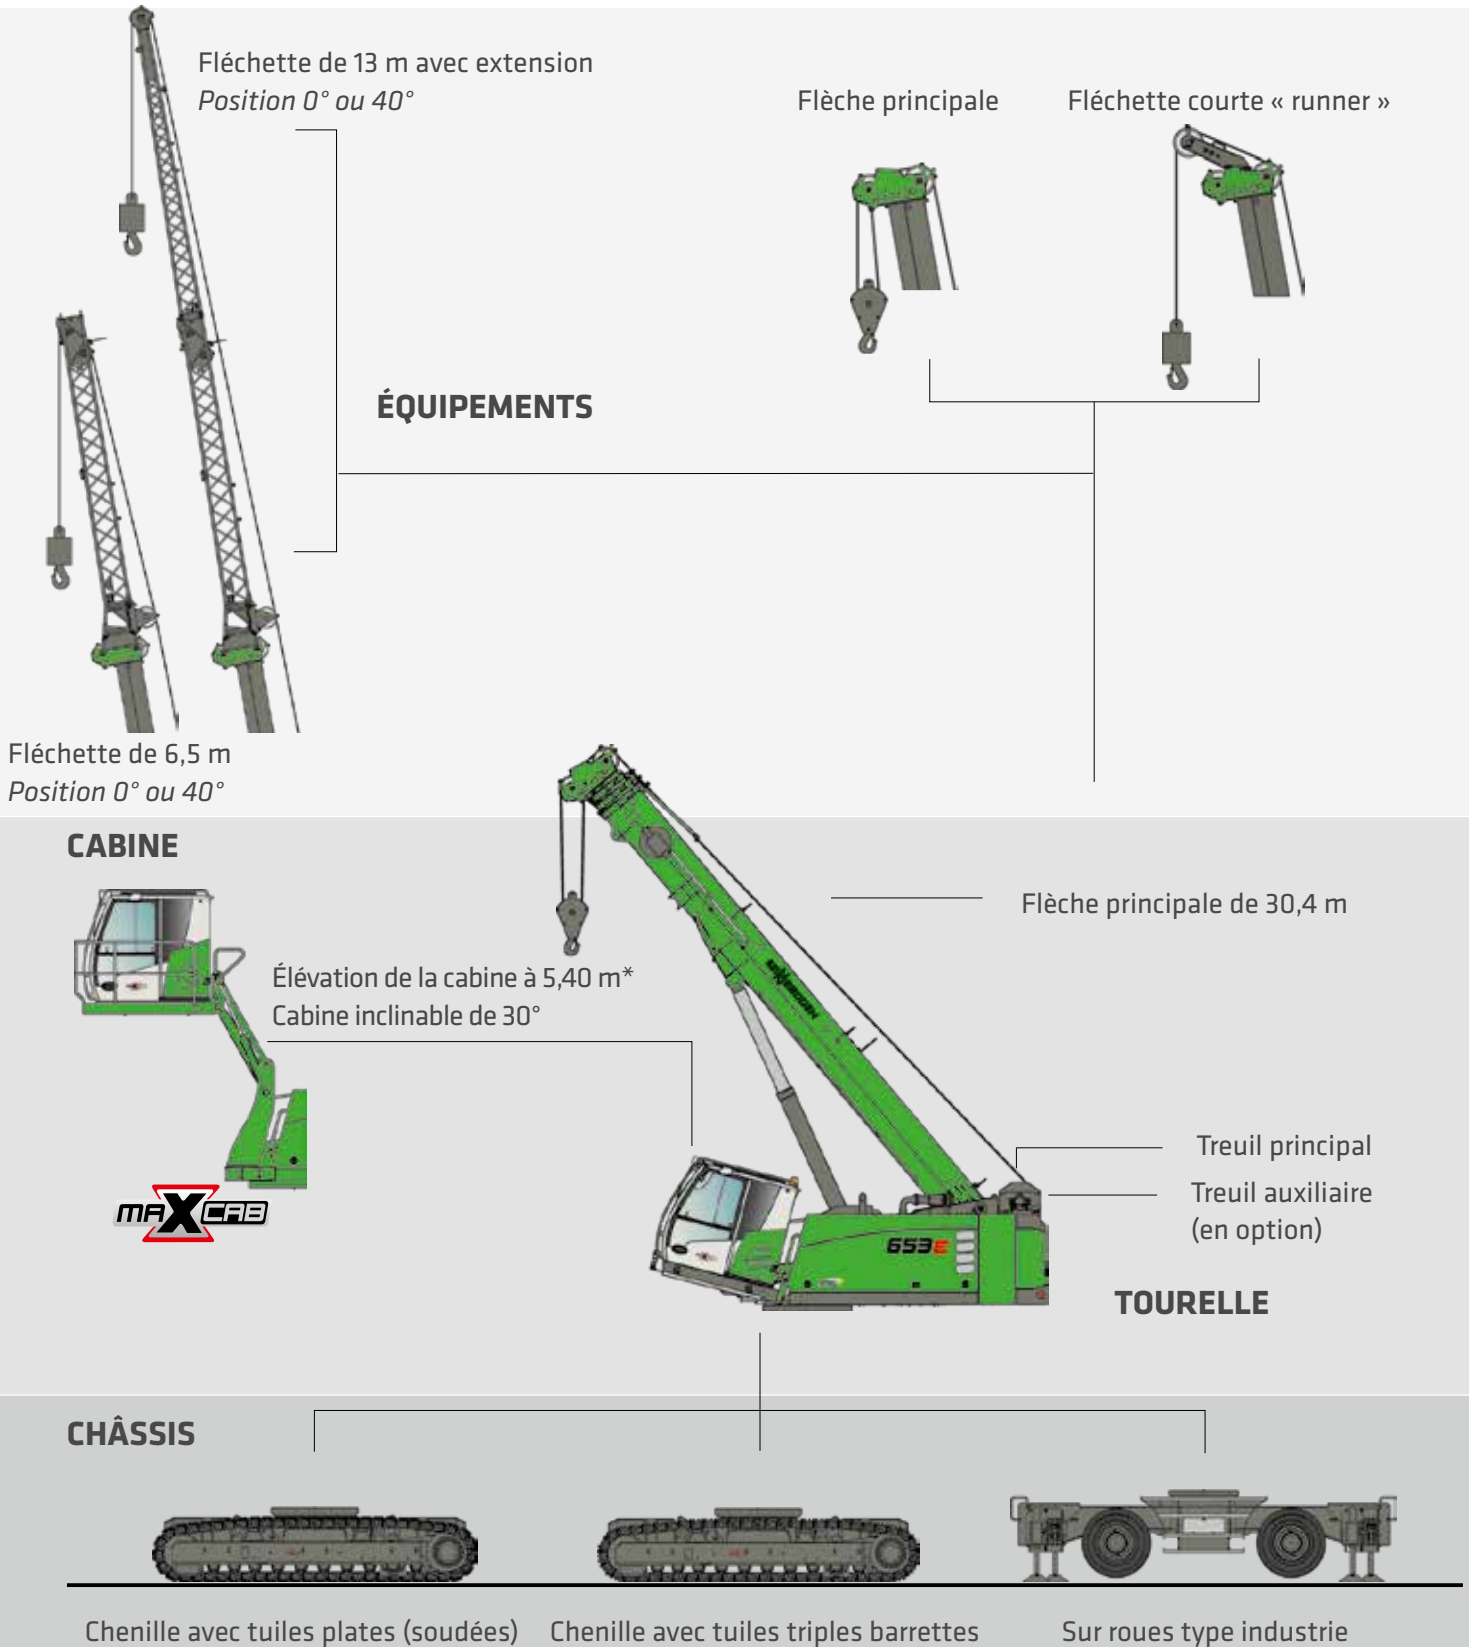 Fléchette de 13 m avec extension
Position 0° ou 40°
Flèche principale
Fléchette courte « runner »
ÉQUIPEMENTS
Fléchette de 6,5 m
Position 0° ou 40°
CABINE
Flèche principale de 30,4 m
Élévation de la cabine à 5,40 m*
Cabine inclinable de 30°
SENNEBOGEN
Treuil principal
Treuil auxiliaire
(en option)
maXCAB
653E
TOURELLE
CHÂSSIS
Chenille avec tuiles plates (soudées)
Chenille avec tuiles triples barrettes
Sur roues type industrie